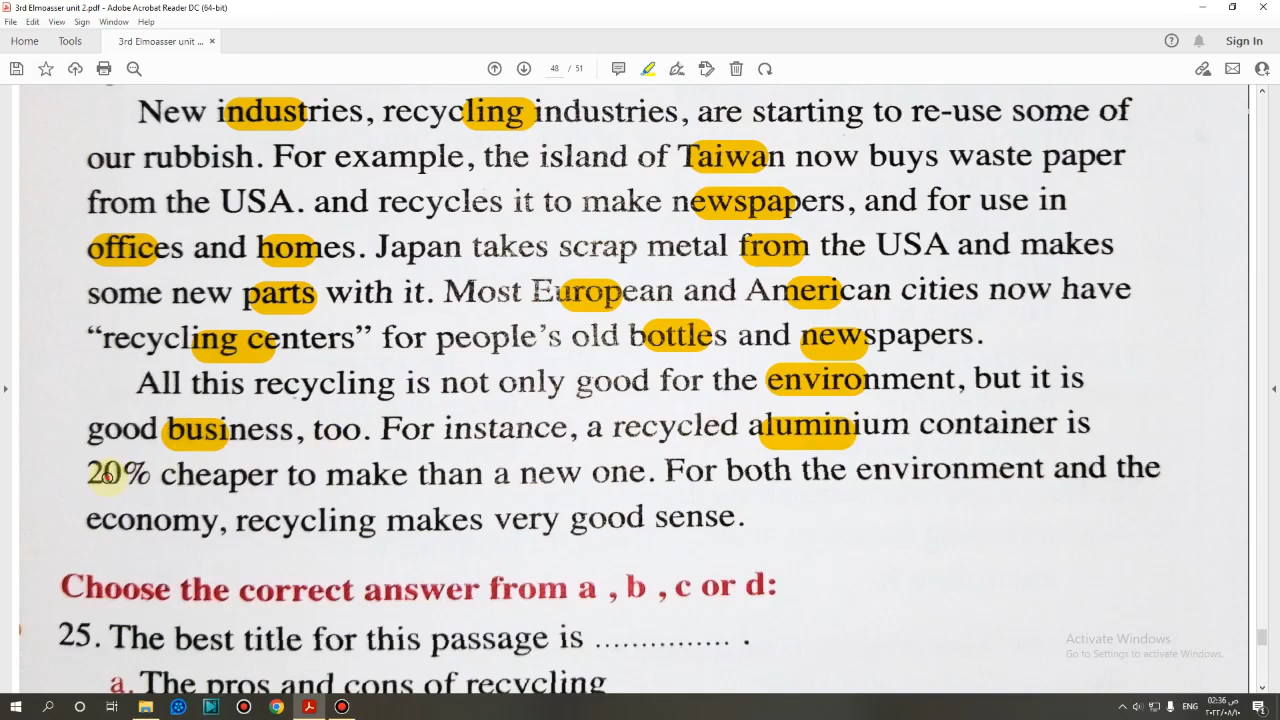 3rd Elmoasser unit 2.pdf - Adobe Acrobat Reader DC (64-bit)
File Edit View Sign Window Help
Home Tools 3rd Elmoasser unit ... × Sign In
48 / 51
New industries, recycling industries, are starting to re-use some of
our rubbish. For example, the island of Taiwan now buys waste paper
from the USA. and recycles it to make newspapers, and for use in
offices and homes. Japan takes scrap metal from the USA and makes
some new parts with it. Most European and American cities now have
“recycling centers” for people’s old bottles and newspapers.
All this recycling is not only good for the environment, but it is
good business, too. For instance, a recycled aluminium container is
20% cheaper to make than a new one. For both the environment and the
economy, recycling makes very good sense.
Choose the correct answer from a , b , c or d:
25. The best title for this passage is ............... .
a. The pros and cons of recycling
Activate Windows
Go to Settings to activate Windows.
ENG 02:36 ص